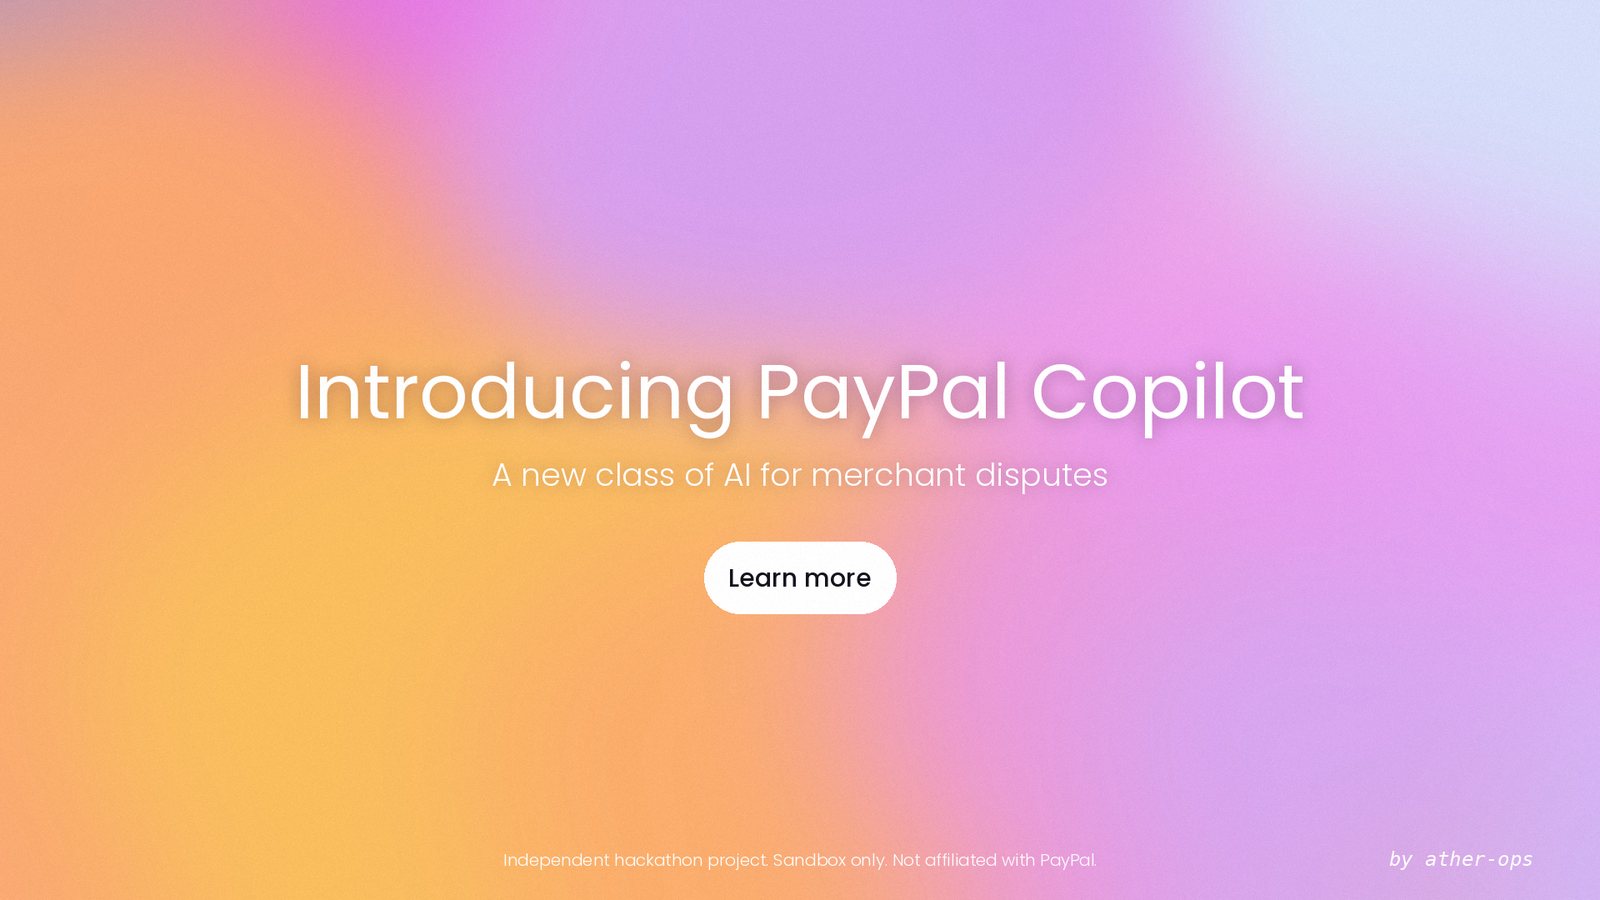 Introducing PayPal Copilot
A new class of AI for merchant disputes
Learn more
Independent hackathon project. Sandbox only. Not affiliated with PayPal.
by ather-ops